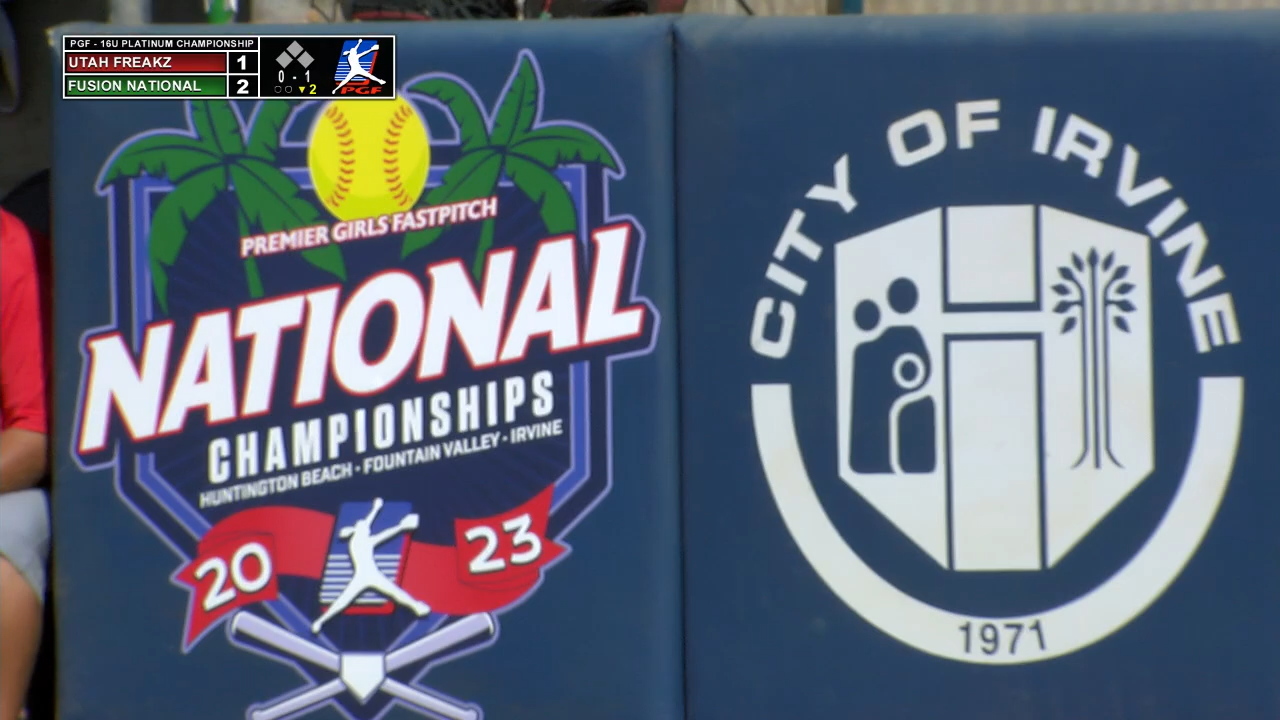 PGF - 16U PLATINUM CHAMPIONSHIP
UTAH FREAKZ 1
FUSION NATIONAL 2
0 - 1
▼2
PGF
PREMIER GIRLS FASTPITCH
NATIONAL
CHAMPIONSHIPS
HUNTINGTON BEACH • FOUNTAIN VALLEY • IRVINE
20 23
CITY OF IRVINE
1971